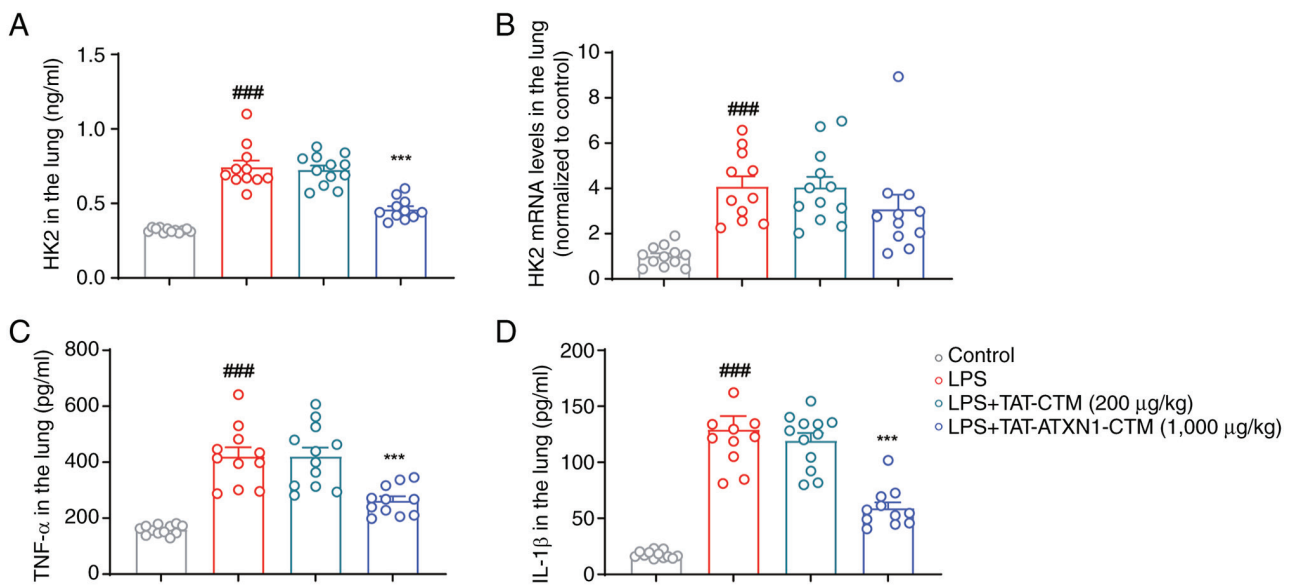 A
HK2 in the lung (ng/ml)
1.5
1.0
0.5
0.0
###
***
B
HK2 mRNA levels in the lung
(normalized to control)
10
8
6
4
2
0
###
C
TNF-α in the lung (pg/ml)
800
600
400
200
0
###
***
D
IL-1β in the lung (pg/ml)
200
150
100
50
0
###
***
Control
LPS
LPS+TAT-CTM (200 μg/kg)
LPS+TAT-ATXN1-CTM (1,000 μg/kg)